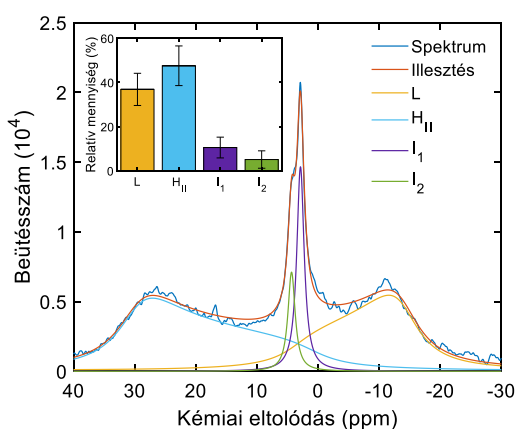 2.5
2
1.5
1
0.5
0
Beütésszám (10⁴)
40 30 20 10 0 -10 -20 -30
Kémiai eltolódás (ppm)
60
40
20
0
Relatív mennyiség (%)
L H_II I_1 I_2
Spektrum
Illesztés
L
H_II
I_1
I_2